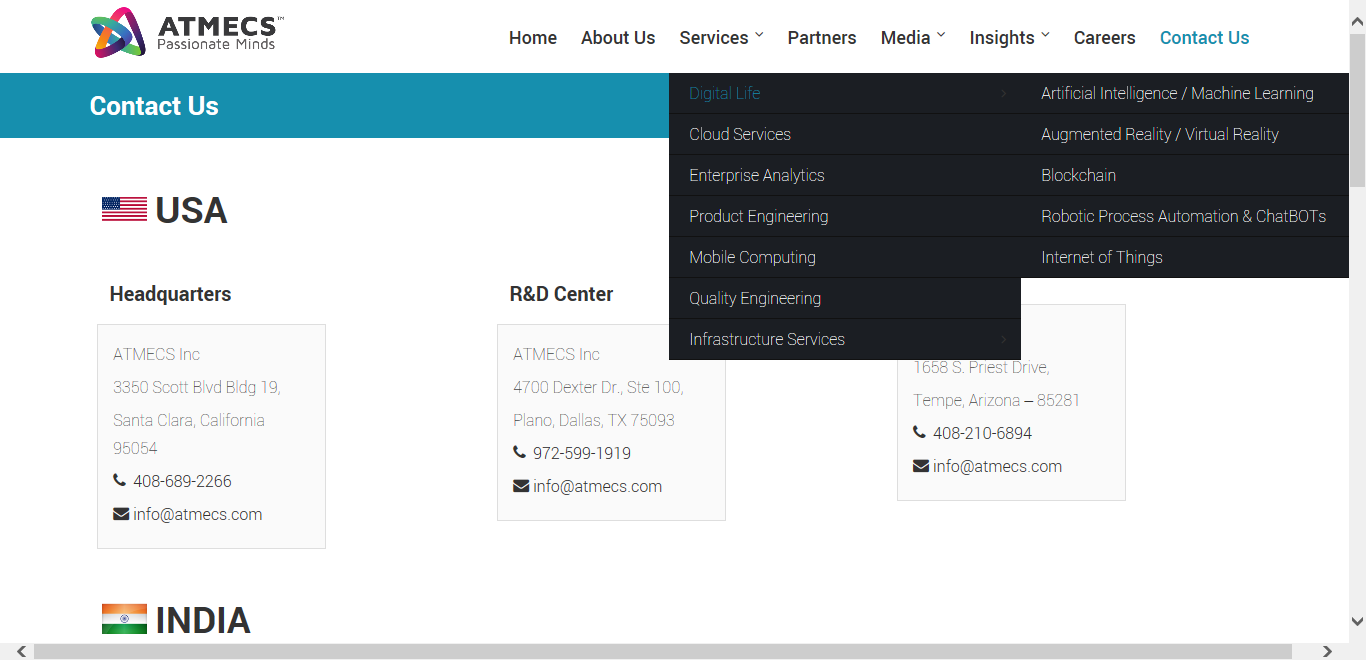 ATMECS™
Passionate Minds
Home About Us Services Partners Media Insights Careers Contact Us
Contact Us
Digital Life
Cloud Services
Enterprise Analytics
Product Engineering
Mobile Computing
Quality Engineering
Infrastructure Services
Artificial Intelligence / Machine Learning
Augmented Reality / Virtual Reality
Blockchain
Robotic Process Automation & ChatBOTs
Internet of Things
USA
Headquarters
ATMECS Inc
3350 Scott Blvd Bldg 19,
Santa Clara, California
95054
408-689-2266
info@atmecs.com
R&D Center
ATMECS Inc
4700 Dexter Dr., Ste 100,
Plano, Dallas, TX 75093
972-599-1919
info@atmecs.com
1658 S. Priest Drive,
Tempe, Arizona – 85281
408-210-6894
info@atmecs.com
INDIA